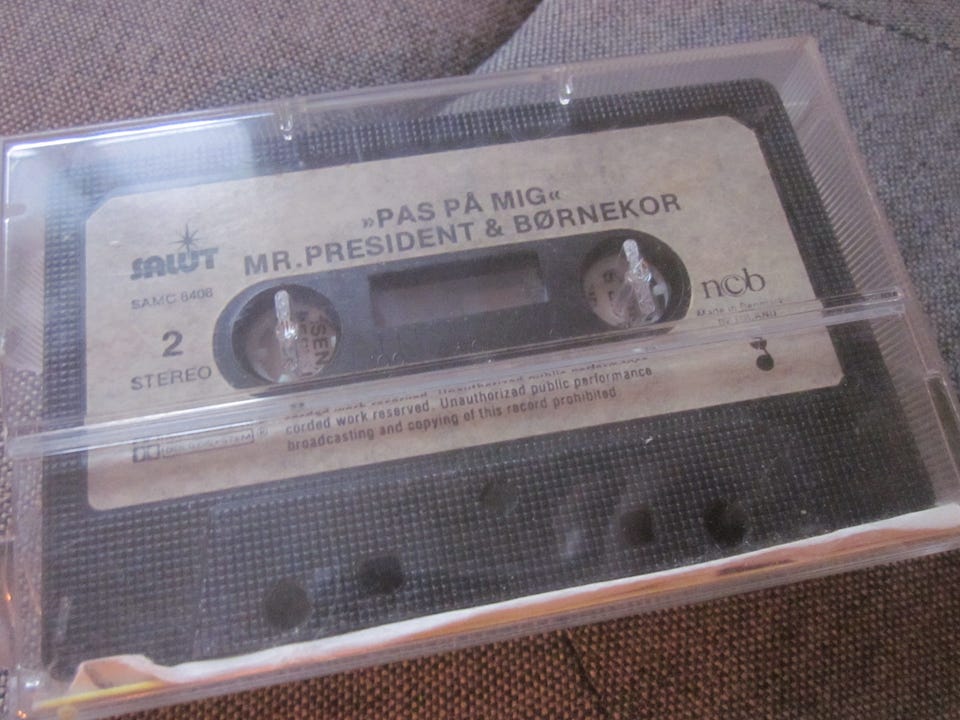 »PAS PÅ MIG«
MR. PRESIDENT & BØRNEKOR
SALUT
SAMC 8408
2
STEREO
ncb
Made in Denmark
corded work reserved. Unauthorized public performance
broadcasting and copying of this record prohibited